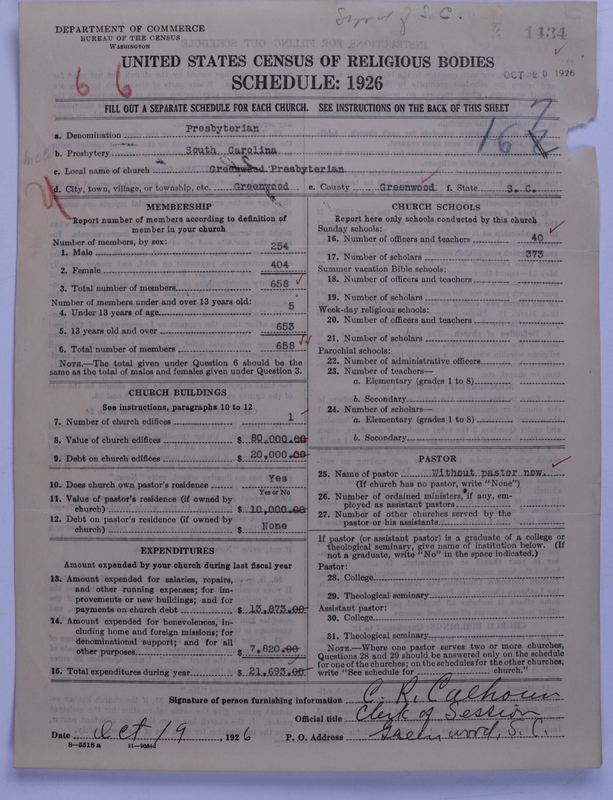 Synod of S. C.
1434
DEPARTMENT OF COMMERCE
BUREAU OF THE CENSUS
WASHINGTON
UNITED STATES CENSUS OF RELIGIOUS BODIES
OCT 20 1926
SCHEDULE: 1926
6 6
FILL OUT A SEPARATE SCHEDULE FOR EACH CHURCH. SEE INSTRUCTIONS ON THE BACK OF THIS SHEET
a. Denomination Presbyterian
b. Presbytery South Carolina
c. Local name of church Greenwood Presbyterian
d. City, town, village, or township, etc. Greenwood e. County Greenwood f. State S. C.
MEMBERSHIP
Report number of members according to definition of
member in your church
Number of members, by sex:
1. Male 254
2. Female 404
3. Total number of members 658
Number of members under and over 13 years old:
4. Under 13 years of age 5
5. 13 years old and over 653
6. Total number of members 658
NOTE.—The total given under Question 6 should be the
same as the total of males and females given under Question 3.
CHURCH BUILDINGS
See instructions, paragraphs 10 to 12
7. Number of church edifices 1
8. Value of church edifices $ 80,000.00
9. Debt on church edifices $ 20,000.00
10. Does church own pastor's residence Yes
Yes or No
11. Value of pastor's residence (if owned by
church) $ 10,000.00
12. Debt on pastor's residence (if owned by
church) $ None
EXPENDITURES
Amount expended by your church during last fiscal year
13. Amount expended for salaries, repairs,
and other running expenses; for im-
provements or new buildings; and for
payments on church debt $ 13,873.00
14. Amount expended for benevolences, in-
cluding home and foreign missions; for
denominational support; and for all
other purposes $ 7,820.00
15. Total expenditures during year $ 21,693.00
CHURCH SCHOOLS
Report here only schools conducted by this church
Sunday schools:
16. Number of officers and teachers 40
17. Number of scholars 373
Summer vacation Bible schools:
18. Number of officers and teachers
19. Number of scholars
Week-day religious schools:
20. Number of officers and teachers
21. Number of scholars
Parochial schools:
22. Number of administrative officers
23. Number of teachers—
a. Elementary (grades 1 to 8)
b. Secondary
24. Number of scholars—
a. Elementary (grades 1 to 8)
b. Secondary
PASTOR
25. Name of pastor Without pastor now.
(If church has no pastor, write "None")
26. Number of ordained ministers, if any, em-
ployed as assistant pastors
27. Number of other churches served by the
pastor or his assistants
If pastor (or assistant pastor) is a graduate of a college or
theological seminary, give name of institution below. (If
not a graduate, write "No" in the space indicated.)
Pastor:
28. College
29. Theological seminary
Assistant pastor:
30. College
31. Theological seminary
NOTE.—Where one pastor serves two or more churches,
Questions 28 and 29 should be answered only on the schedule
for one of the churches; on the schedules for the other churches,
write "See schedule for church."
Signature of person furnishing information C. R. Calhoun
Official title Clerk of Session
Date Oct 19, 1926 P. O. Address Greenwood, S. C.
8—5518 a